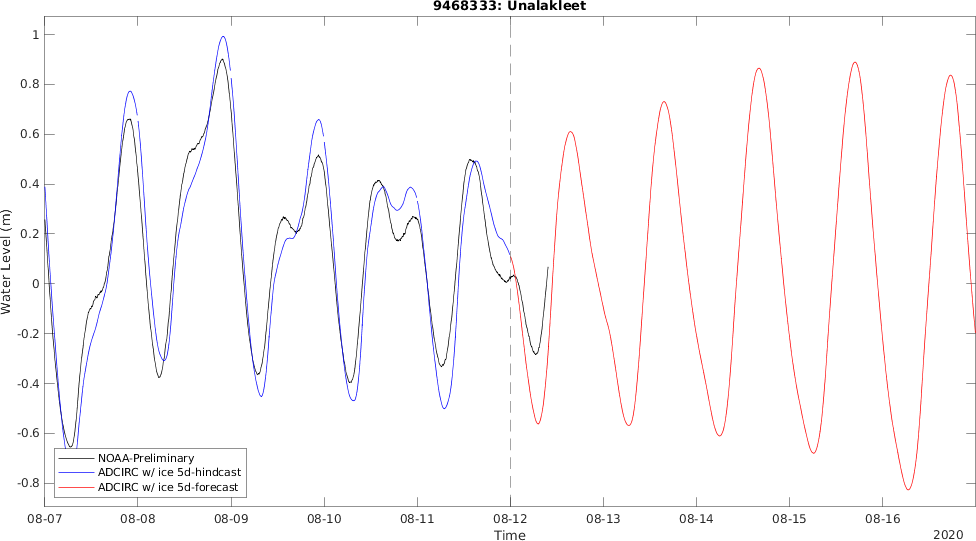 9468333: Unalakleet
Water Level (m)
1
0.8
0.6
0.4
0.2
0
-0.2
-0.4
-0.6
-0.8
NOAA-Preliminary
ADCIRC w/ ice 5d-hindcast
ADCIRC w/ ice 5d-forecast
08-07 08-08 08-09 08-10 08-11 08-12 08-13 08-14 08-15 08-16
Time
2020